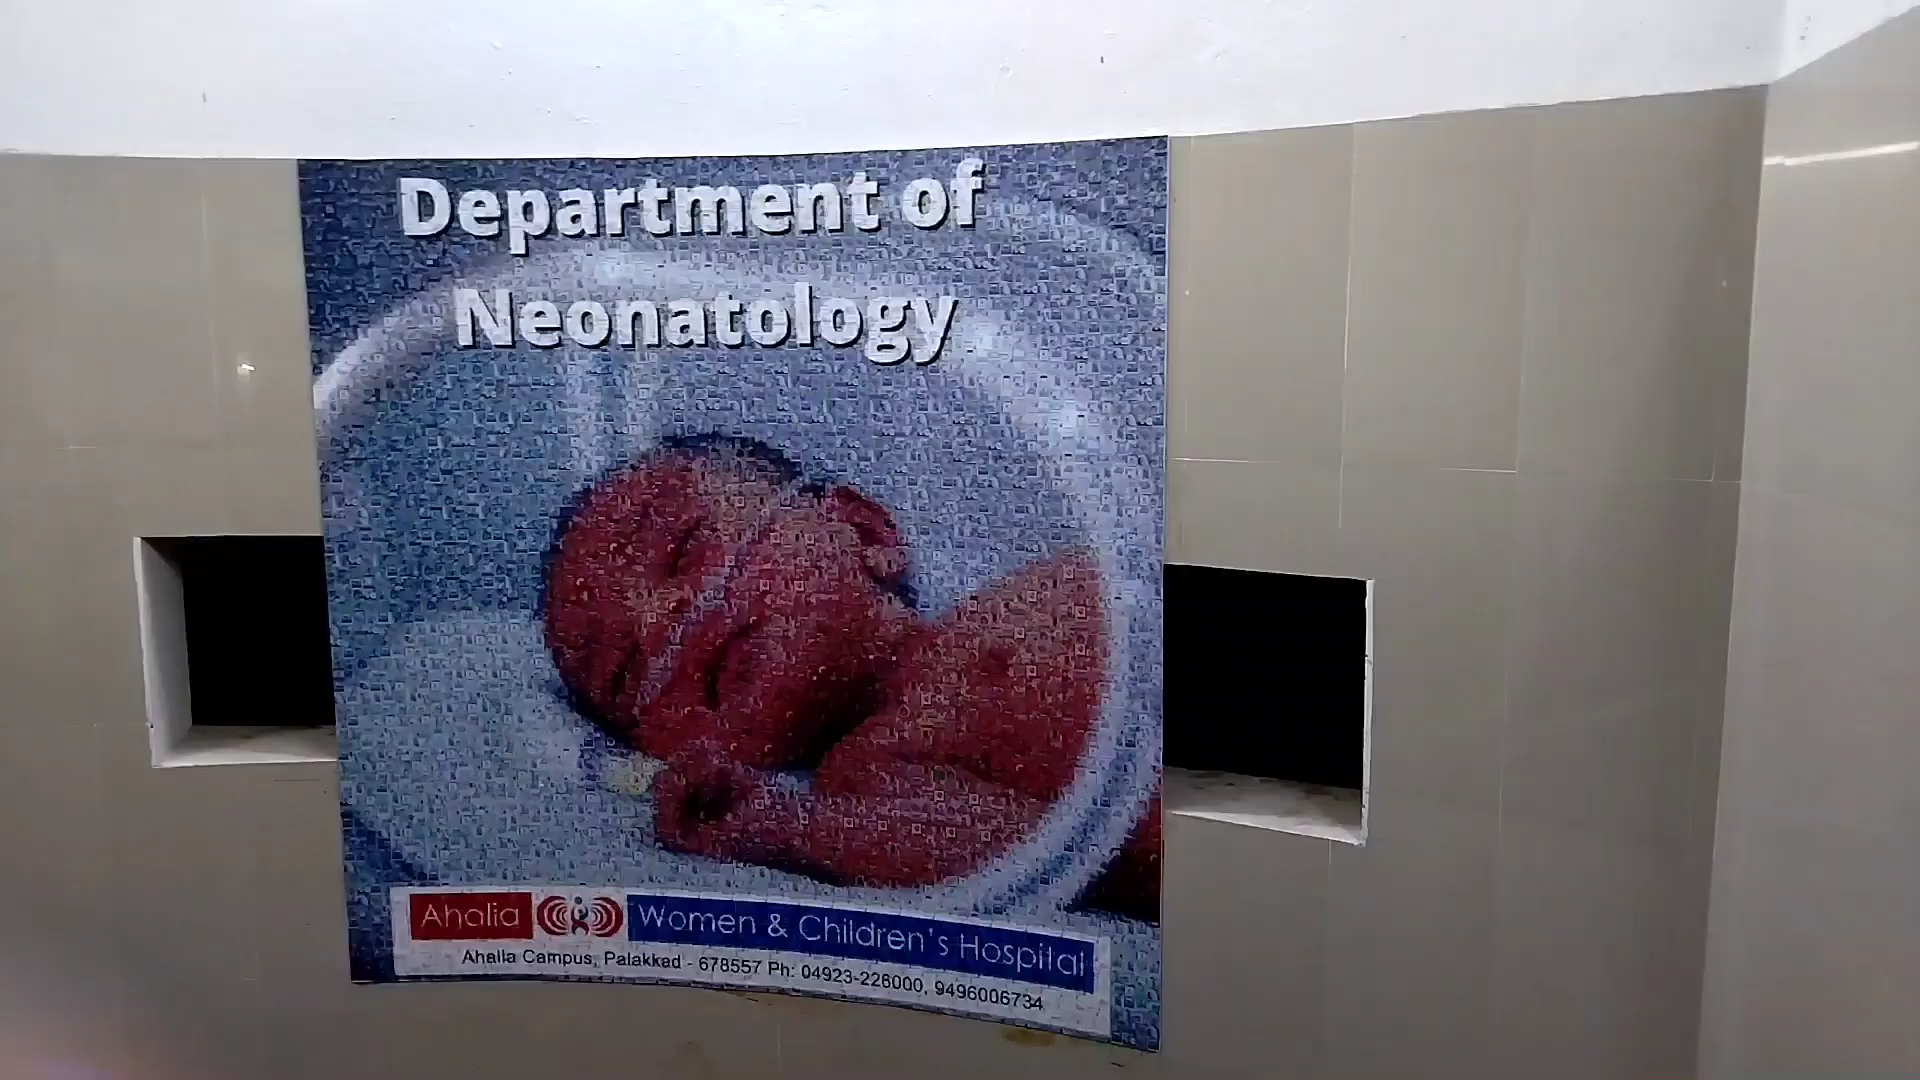 Department of
Neonatology
Ahalia Women & Children's Hospital
Ahalia Campus, Palakkad - 678557 Ph: 04923-226000, 9496006734